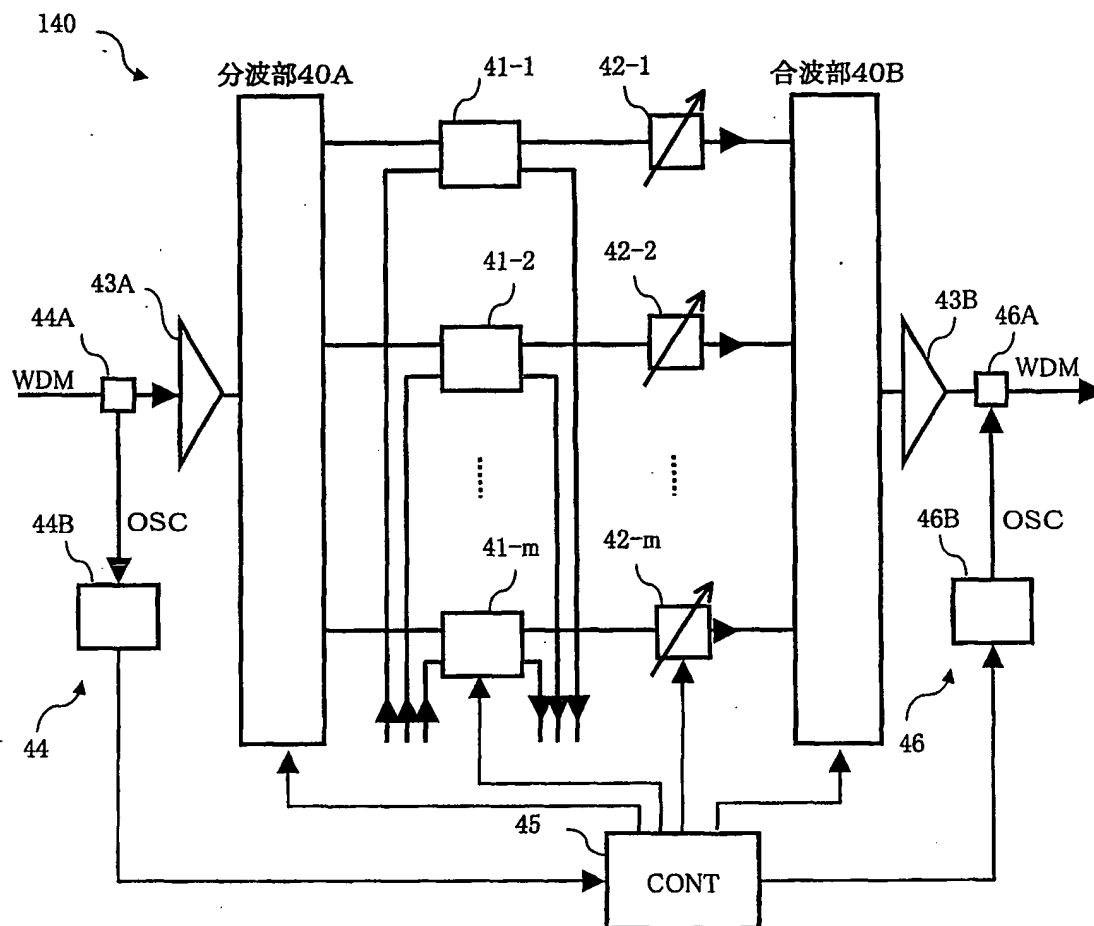 140
分波部40A
41-1
42-1
合波部40B
41-2
42-2
43A
43B
44A
46A
WDM
WDM
44B
OSC
41-m
42-m
46B
OSC
44
46
45
CONT